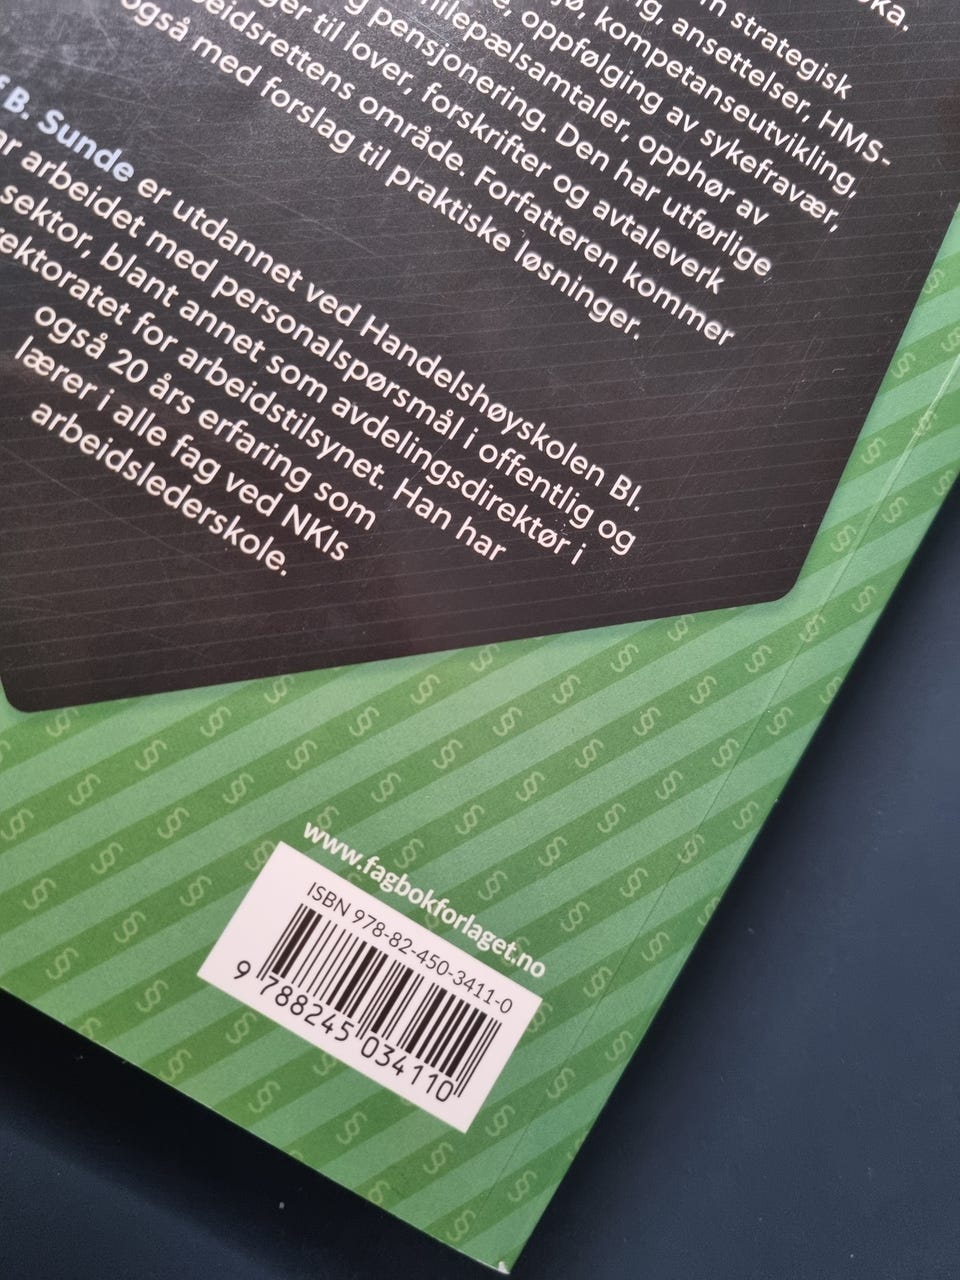 strategisk
ansettelser, HMS-
kompetanseutvikling,
oppfølging av sykefravær,
milepælsamtaler, opphør av
pensjonering. Den har utførlige
til lover, forskrifter og avtaleverk
område. Forfatteren kommer
også med forslag til praktiske løsninger.
B. Sunde er utdannet ved Handelshøyskolen BI.
arbeidet med personalspørsmål i offentlig og
sektor, blant annet som avdelingsdirektør i
for arbeidstilsynet. Han har
også 20 års erfaring som
lærer i alle fag ved NKIs
arbeidslederskole.
www.fagbokforlaget.no
ISBN 978-82-450-3411-0
9 788245 034110